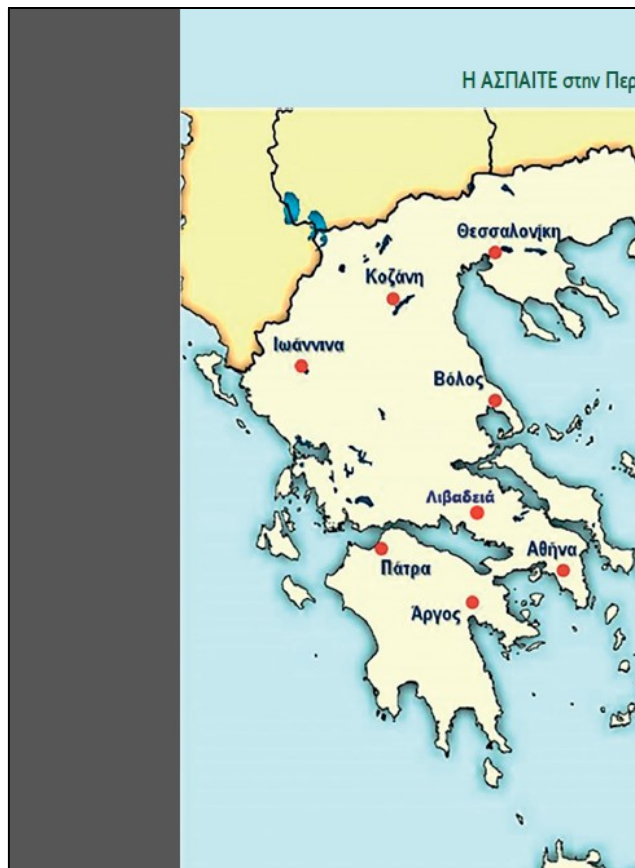 Η ΑΣΠΑΙΤΕ στην Περ
Θεσσαλονίκη
Κοζάνη
Ιωάννινα
Βόλος
Λιβαδειά
Αθήνα
Πάτρα
Άργος